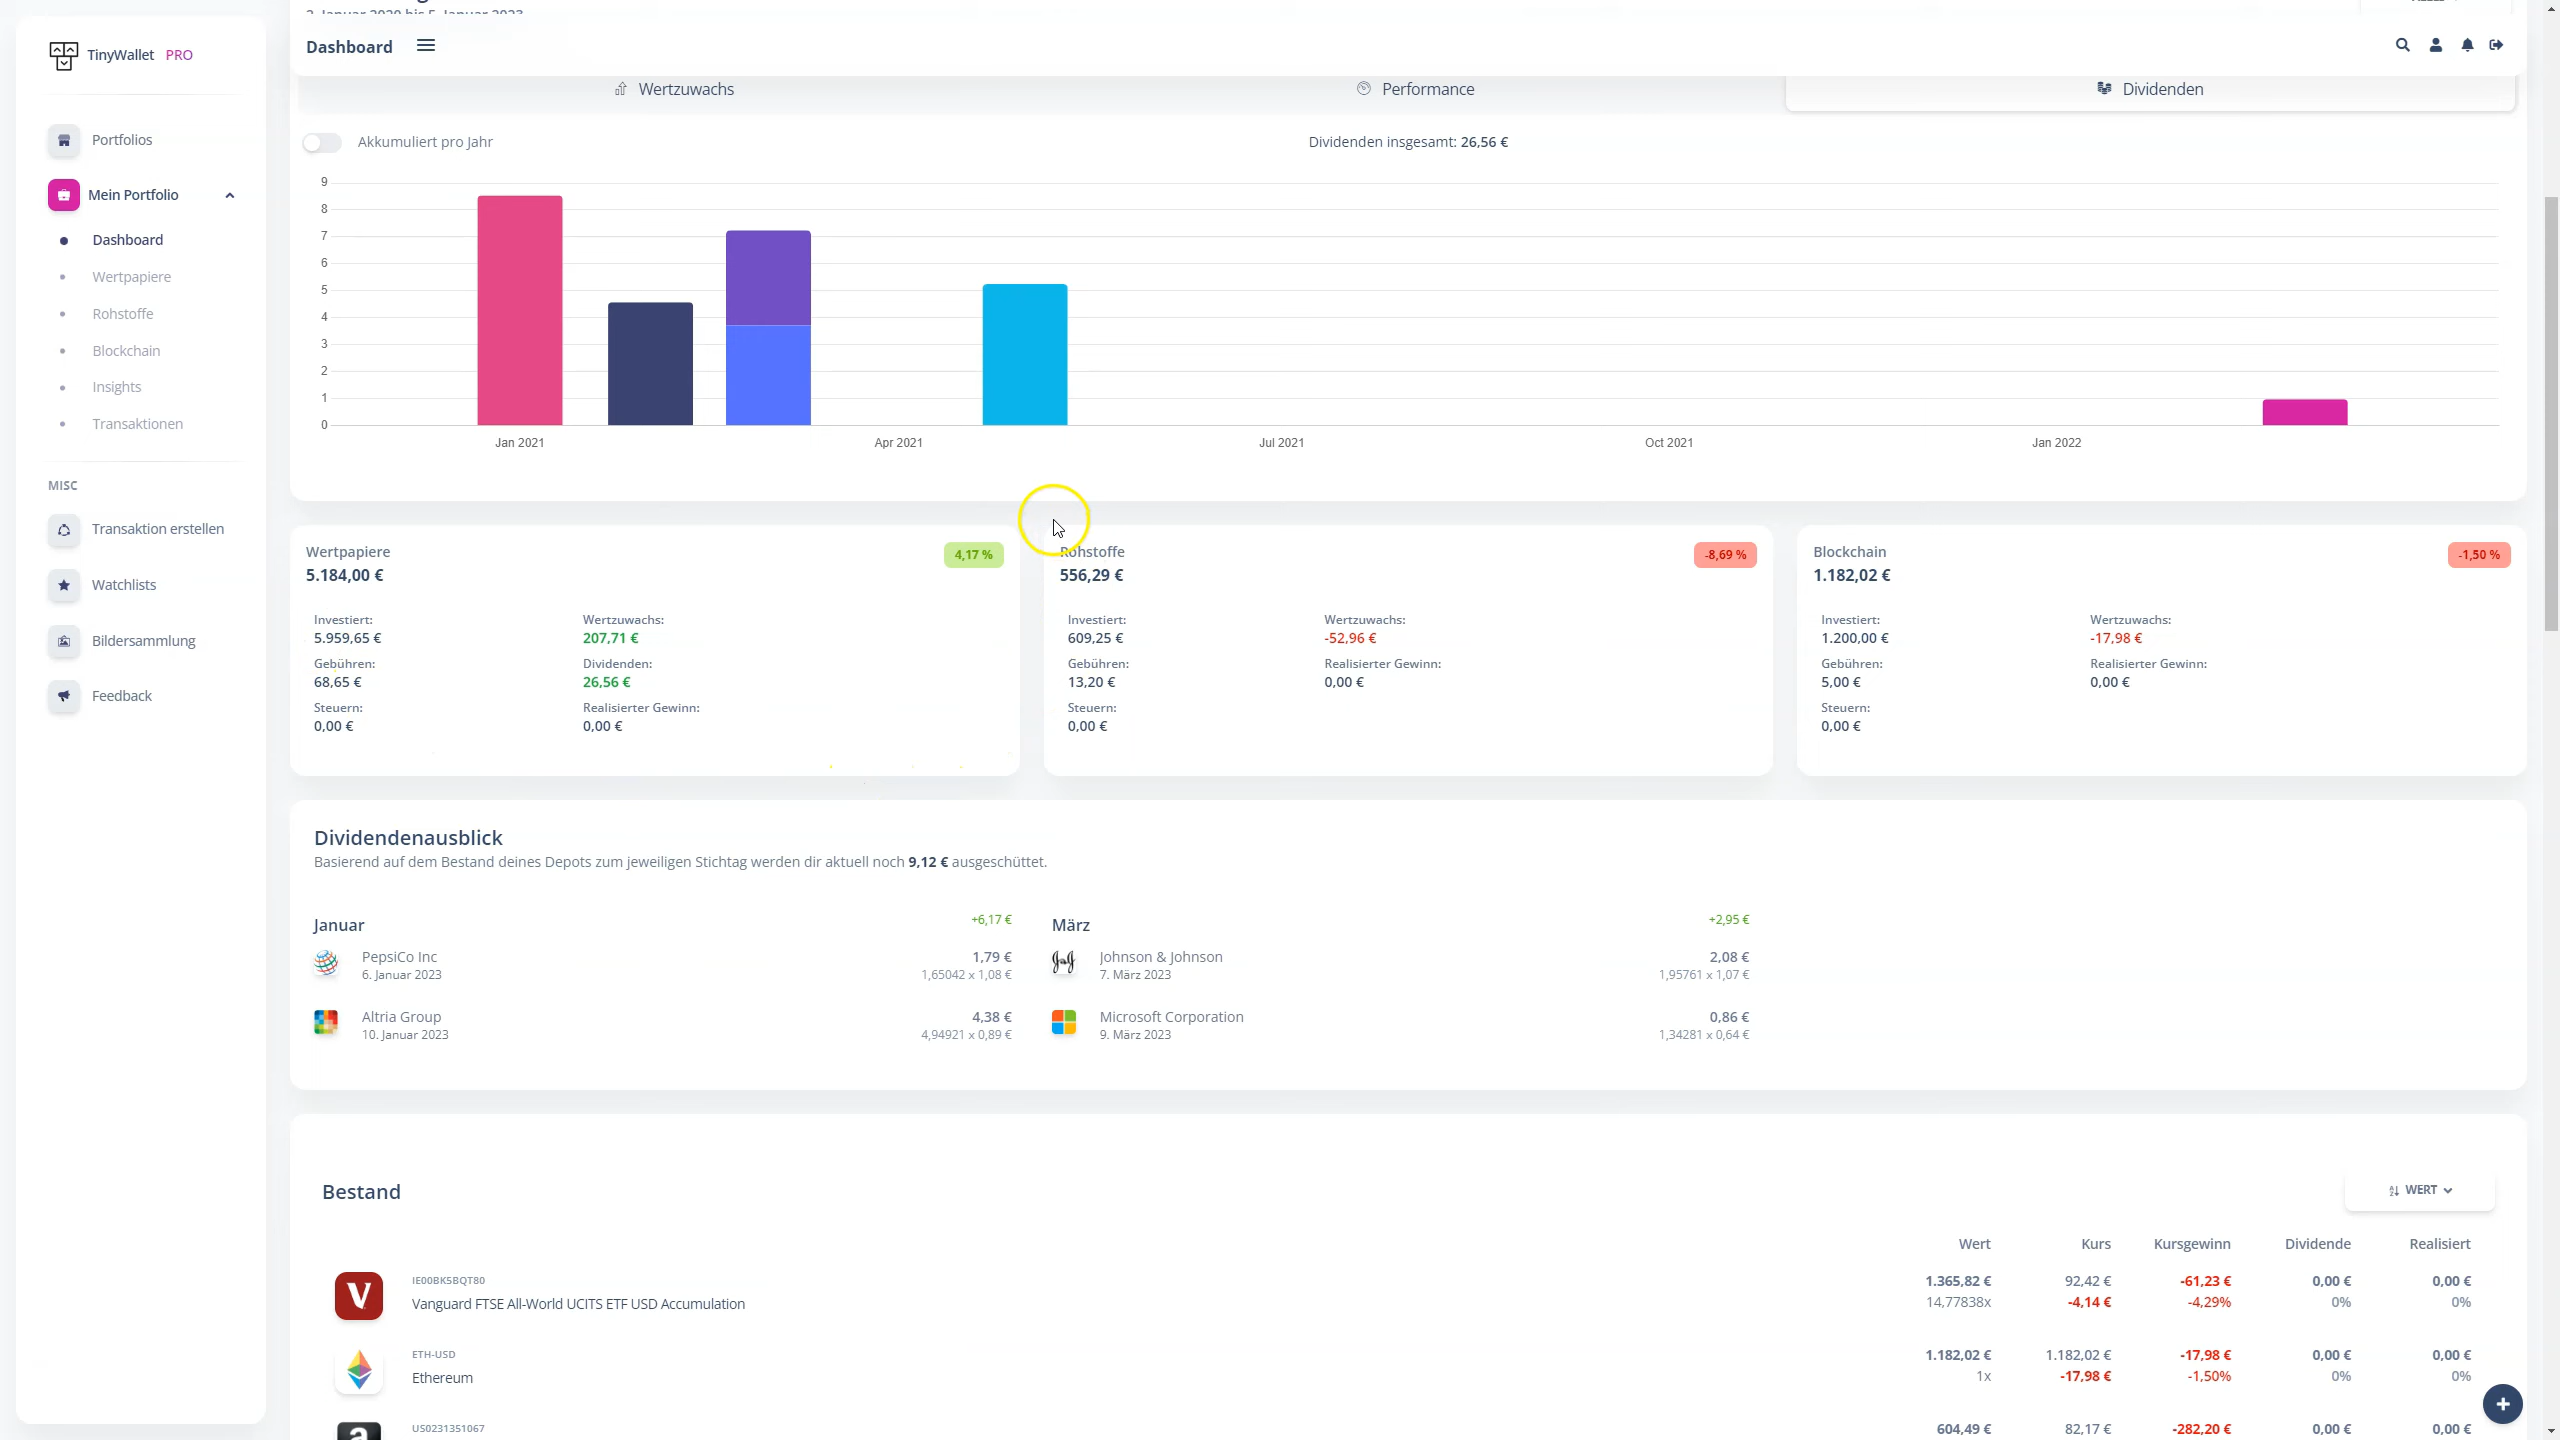 2. Januar 2020 bis 5. Januar 2023
TinyWallet PRO
Dashboard
Portfolios
Mein Portfolio
Dashboard
Wertpapiere
Rohstoffe
Blockchain
Insights
Transaktionen
MISC
Transaktion erstellen
Watchlists
Bildersammlung
Feedback
Wertzuwachs
Performance
Dividenden
Akkumuliert pro Jahr
Dividenden insgesamt: 26,56 €
9
8
7
6
5
4
3
2
1
0
Jan 2021
Apr 2021
Jul 2021
Oct 2021
Jan 2022
Wertpapiere
5.184,00 €
4,17 %
Investiert:
5.959,65 €
Gebühren:
68,65 €
Steuern:
0,00 €
Wertzuwachs:
207,71 €
Dividenden:
26,56 €
Realisierter Gewinn:
0,00 €
Rohstoffe
556,29 €
-8,69 %
Investiert:
609,25 €
Gebühren:
13,20 €
Steuern:
0,00 €
Wertzuwachs:
-52,96 €
Realisierter Gewinn:
0,00 €
Blockchain
1.182,02 €
-1,50 %
Investiert:
1.200,00 €
Gebühren:
5,00 €
Steuern:
0,00 €
Wertzuwachs:
-17,98 €
Realisierter Gewinn:
0,00 €
Dividendenausblick
Basierend auf dem Bestand deines Depots zum jeweiligen Stichtag werden dir aktuell noch 9,12 € ausgeschüttet.
Januar +6,17 €
PepsiCo Inc 1,79 €
6. Januar 2023 1,65042 x 1,08 €
Altria Group 4,38 €
10. Januar 2023 4,94921 x 0,89 €
März +2,95 €
Johnson & Johnson 2,08 €
7. März 2023 1,95761 x 1,07 €
Microsoft Corporation 0,86 €
9. März 2023 1,34281 x 0,64 €
Bestand
WERT
Wert Kurs Kursgewinn Dividende Realisiert
IE00BK5BQT80
Vanguard FTSE All-World UCITS ETF USD Accumulation
1.365,82 € 92,42 € -61,23 € 0,00 € 0,00 €
14,77838x -4,14 € -4,29% 0% 0%
ETH-USD
Ethereum
1.182,02 € 1.182,02 € -17,98 € 0,00 € 0,00 €
1x -17,98 € -1,50% 0% 0%
US0231351067
604,49 € 82,17 € -282,20 € 0,00 € 0,00 €